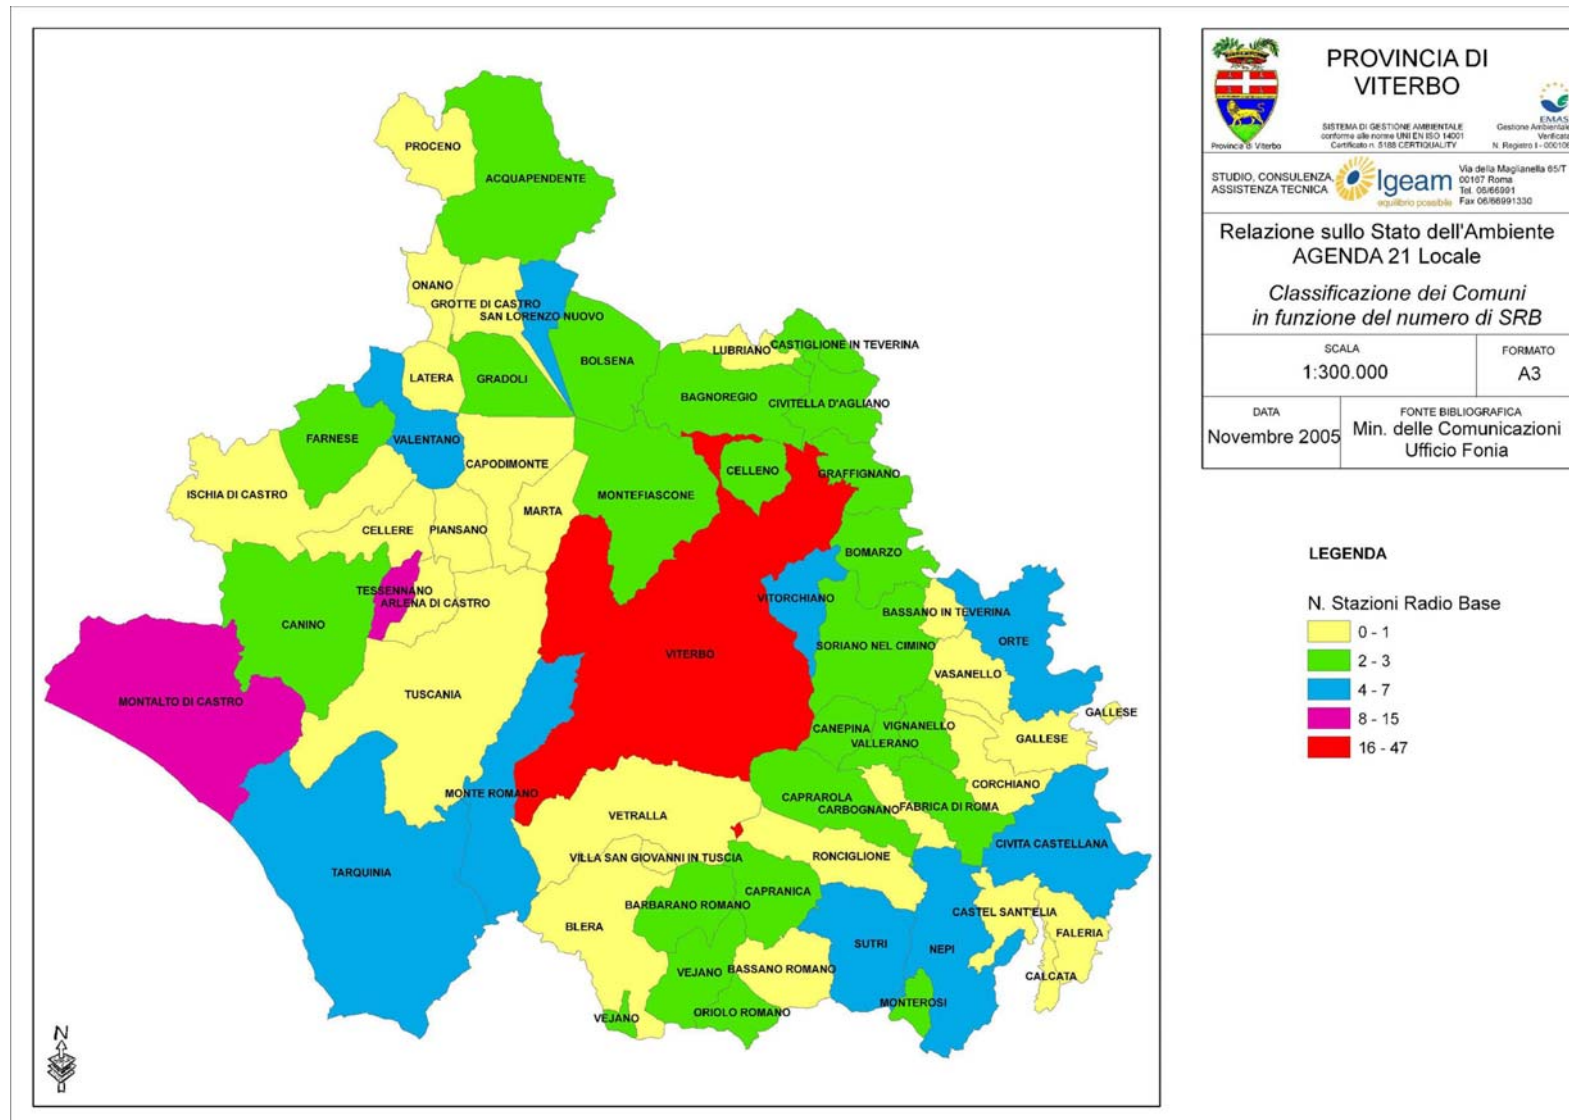 PROCENO
ACQUAPENDENTE
ONANO
GROTTE DI CASTRO
SAN LORENZO NUOVO
LATERA
GRADOLI
BOLSENA
LUBRIANO
CASTIGLIONE IN TEVERINA
BAGNOREGIO
CIVITELLA D'AGLIANO
FARNESE
VALENTANO
CAPODIMONTE
CELLENO
GRAFFIGNANO
ISCHIA DI CASTRO
MONTEFIASCONE
MARTA
CELLERE
PIANSANO
BOMARZO
TESSENNANO
ARLENA DI CASTRO
VITORCHIANO
BASSANO IN TEVERINA
CANINO
ORTE
SORIANO NEL CIMINO
VITERBO
VASANELLO
TUSCANIA
MONTALTO DI CASTRO
GALLESE
CANEPINA
VIGNANELLO
GALLESE
VALLERANO
CORCHIANO
MONTE ROMANO
CAPRAROLA
CARBOGNANO
FABRICA DI ROMA
VETRALLA
CIVITA CASTELLANA
VILLA SAN GIOVANNI IN TUSCIA
RONCIGLIONE
TARQUINIA
CAPRANICA
BARBARANO ROMANO
CASTEL SANT'ELIA
BLERA
FALERIA
SUTRI
NEPI
VEJANO
BASSANO ROMANO
CALCATA
MONTEROSI
VEJANO
ORIOLO ROMANO
N
PROVINCIA DI
VITERBO
SISTEMA DI GESTIONE AMBIENTALE
conforme alle norme UNI EN ISO 14001
Certificato n. 5188 CERTIQUALITY
Provincia di Viterbo
EMAS
Gestione Ambientale
Verificata
N. Registro I - 000106
STUDIO, CONSULENZA,
ASSISTENZA TECNICA
Igeam
equilibrio possibile
Via della Maglianella 65/T
00167 Roma
Tel. 06/66991
Fax 06/66991330
Relazione sullo Stato dell'Ambiente
AGENDA 21 Locale
Classificazione dei Comuni
in funzione del numero di SRB
SCALA
1:300.000
FORMATO
A3
DATA
Novembre 2005
FONTE BIBLIOGRAFICA
Min. delle Comunicazioni
Ufficio Fonia
LEGENDA
N. Stazioni Radio Base
0 - 1
2 - 3
4 - 7
8 - 15
16 - 47